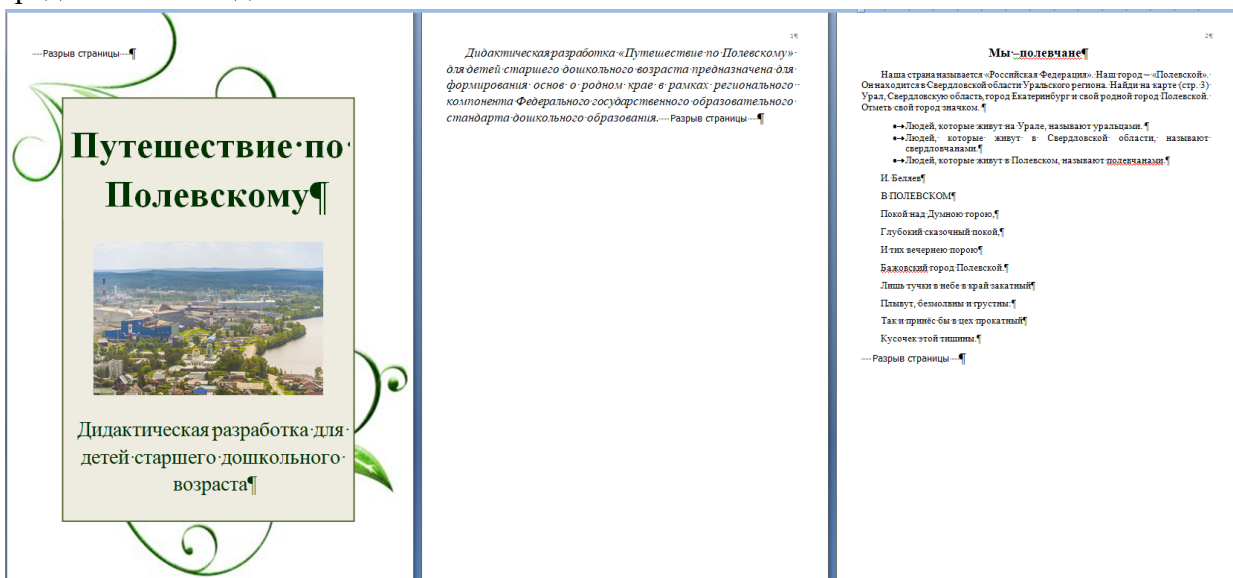 Разрыв страницы¶
Путешествие·по·
Полевскому¶
Дидактическая·разработка·для·
детей·старшего·дошкольного·
возраста¶
1¶
Дидактическая·разработка·«Путешествие·по·Полевскому»·
для·детей·старшего·дошкольного·возраста·предназначена·для·
формирования·основ·о·родном·крае·в·рамках·регионального·
компонента·Федерального·государственного·образовательного·
стандарта·дошкольного·образования.····Разрыв страницы····¶
2¶
Мы·–полевчане¶
Наша·страна·называется·«Российская·Федерация».·Наш·город·–·«Полевской».·
Он·находится·в·Свердловской·области·Уральского·региона.·Найди·на·карте·(стр.·3)·
Урал,·Свердловскую·область,·город·Екатеринбург·и·свой·родной·город·Полевской.·
Отметь·свой·город·значком.·¶
•→Людей,·которые·живут·на·Урале,·называют·уральцами.·¶
•→Людей,·которые·живут·в·Свердловской·области,·называют·
свердловчанами.¶
•→Людей,·которые·живут·в·Полевском,·называют·полевчанами.¶
И.·Беляев¶
В·ПОЛЕВСКОМ¶
Покой·над·Думною·горою,¶
Глубокий·сказочный·покой,¶
И·тих·вечернею·порою¶
Бажовский·город·Полевской.¶
Лишь·тучки·в·небе·в·край·закатный¶
Плывут,·безмолвны·и·грустны.¶
Так·и·принёс·бы·в·цех·прокатный¶
Кусочек·этой·тишины.¶
Разрыв страницы¶